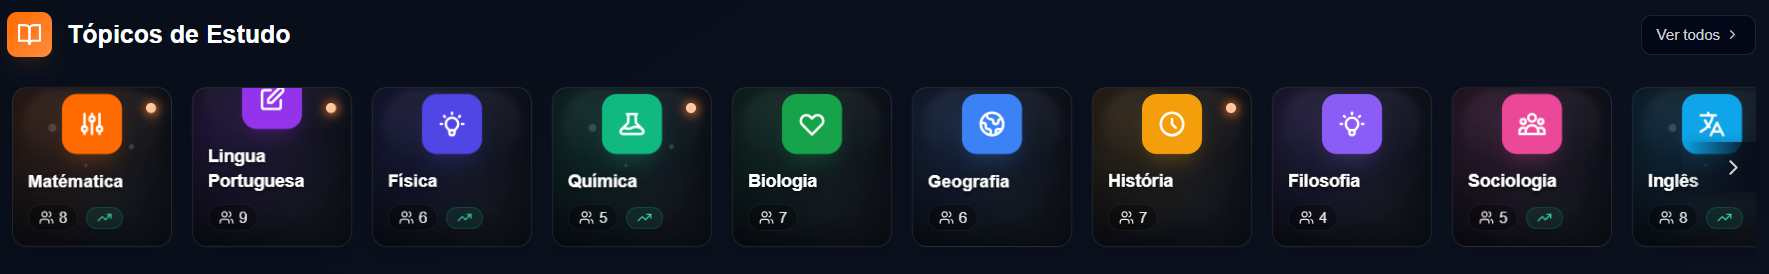 Tópicos de Estudo
Ver todos
Matématica
8
Lingua
Portuguesa
9
Física
6
Química
5
Biologia
7
Geografia
6
História
7
Filosofia
4
Sociologia
5
Inglês
8